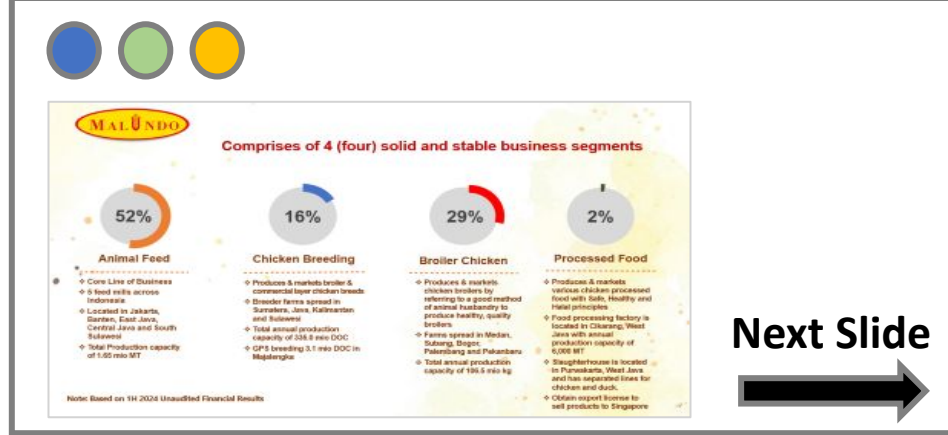 MALINDO
Comprises of 4 (four) solid and stable business segments
52%
16%
29%
2%
Animal Feed
❖ Core Line of Business
❖ 5 feed mills across
Indonesia
❖ Located in Jakarta,
Banten, East Java,
Central Java and South
Sulawesi
❖ Total Production capacity
of 1.65 mio MT
Chicken Breeding
❖ Produces & markets broiler &
commercial layer chicken breeds
❖ Breeder farms spread in
Sumatera, Java, Kalimantan
and Sulawesi
❖ Total annual production
capacity of mio DOC
❖ GPS breeding 3.1 mio DOC in
Majalengka
Broiler Chicken
❖ Produces & markets
chicken broilers by
referring to a good method
of animal husbandry to
produce healthy, quality
broilers
❖ Farms spread in Medan,
Subang, Bogor,
Palembang and Pekanbaru
❖ Total annual production
capacity of mio kg
Processed Food
❖ Produces & markets
various chicken processed
food with Safe, Healthy and
Halal principles
❖ Food processing factory is
located in Cikarang, West
Java with annual
production capacity of
6,000 MT
❖ Slaughterhouse is located
in Purwakarta, West Java
and has separated lines for
chicken and duck.
❖ Obtain export license to
sell products to Singapore
Note: Based on 1H 2024 Unaudited Financial Results
Next Slide